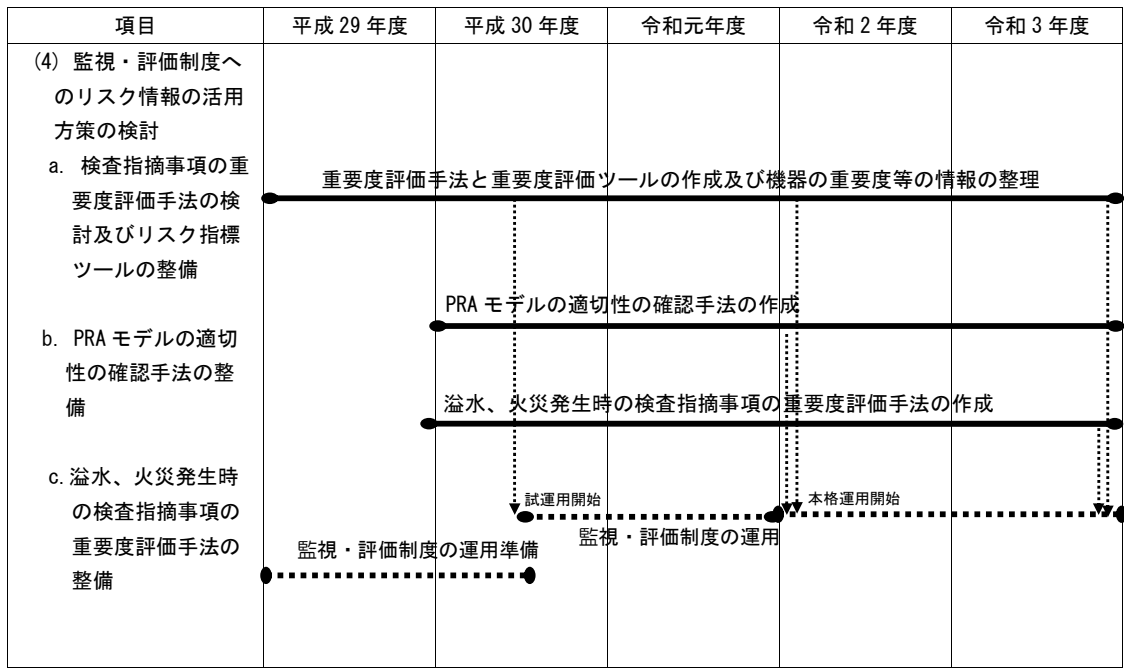 項目
平成 29 年度
平成 30 年度
令和元年度
令和 2 年度
令和 3 年度
(4) 監視・評価制度へ
のリスク情報の活用
方策の検討
a. 検査指摘事項の重
要度評価手法の検
討及びリスク指標
ツールの整備
b. PRA モデルの適切
性の確認手法の整
備
c. 溢水、火災発生時
の検査指摘事項の
重要度評価手法の
整備
重要度評価手法と重要度評価ツールの作成及び機器の重要度等の情報の整理
PRA モデルの適切性の確認手法の作成
溢水、火災発生時の検査指摘事項の重要度評価手法の作成
試運用開始
本格運用開始
監視・評価制度の運用
監視・評価制度の運用準備